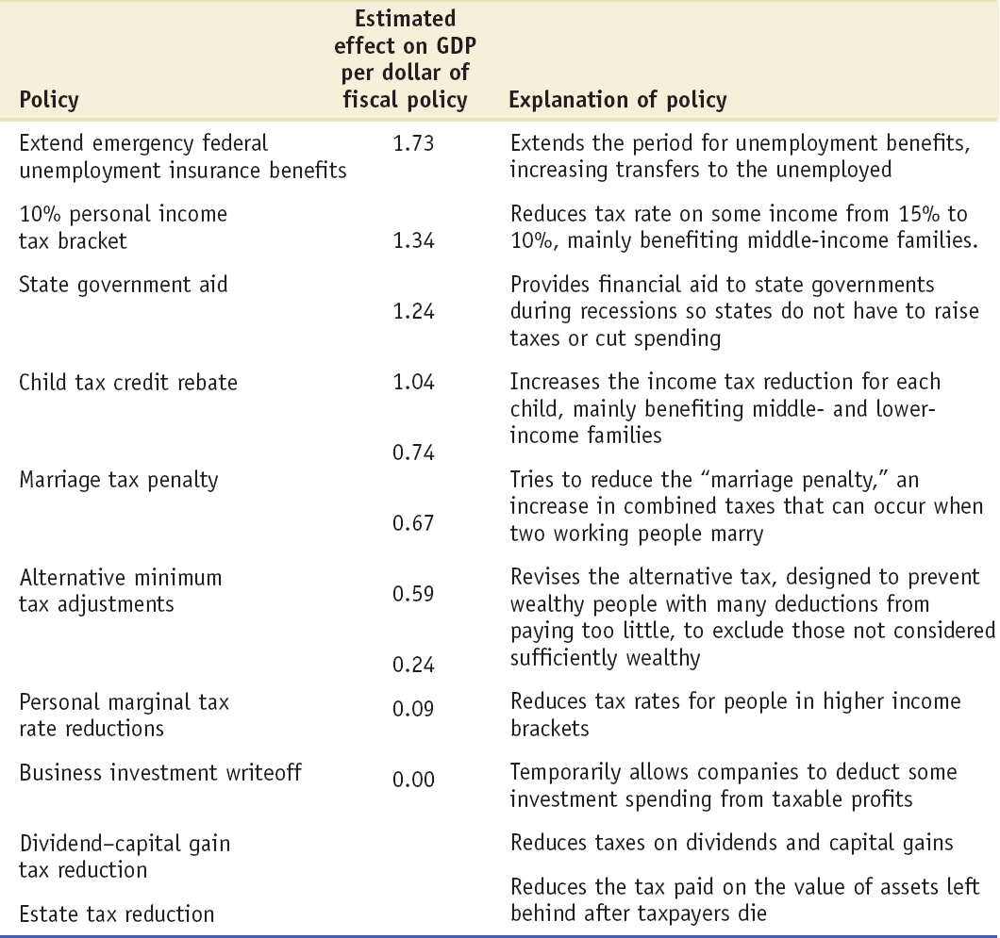 Policy
Estimated
effect on GDP
per dollar of
fiscal policy
Explanation of policy
Extend emergency federal
unemployment insurance benefits
1.73
Extends the period for unemployment benefits,
increasing transfers to the unemployed
10% personal income
tax bracket
1.34
Reduces tax rate on some income from 15% to
10%, mainly benefiting middle-income families.
State government aid
1.24
Provides financial aid to state governments
during recessions so states do not have to raise
taxes or cut spending
Child tax credit rebate
1.04
Increases the income tax reduction for each
child, mainly benefiting middle- and lower-
income families
0.74
Marriage tax penalty
0.67
Tries to reduce the “marriage penalty,” an
increase in combined taxes that can occur when
two working people marry
Alternative minimum
tax adjustments
0.59
Revises the alternative tax, designed to prevent
wealthy people with many deductions from
paying too little, to exclude those not considered
sufficiently wealthy
0.24
Personal marginal tax
rate reductions
0.09
Reduces tax rates for people in higher income
brackets
Business investment writeoff
0.00
Temporarily allows companies to deduct some
investment spending from taxable profits
Dividend–capital gain
tax reduction
Reduces taxes on dividends and capital gains
Estate tax reduction
Reduces the tax paid on the value of assets left
behind after taxpayers die